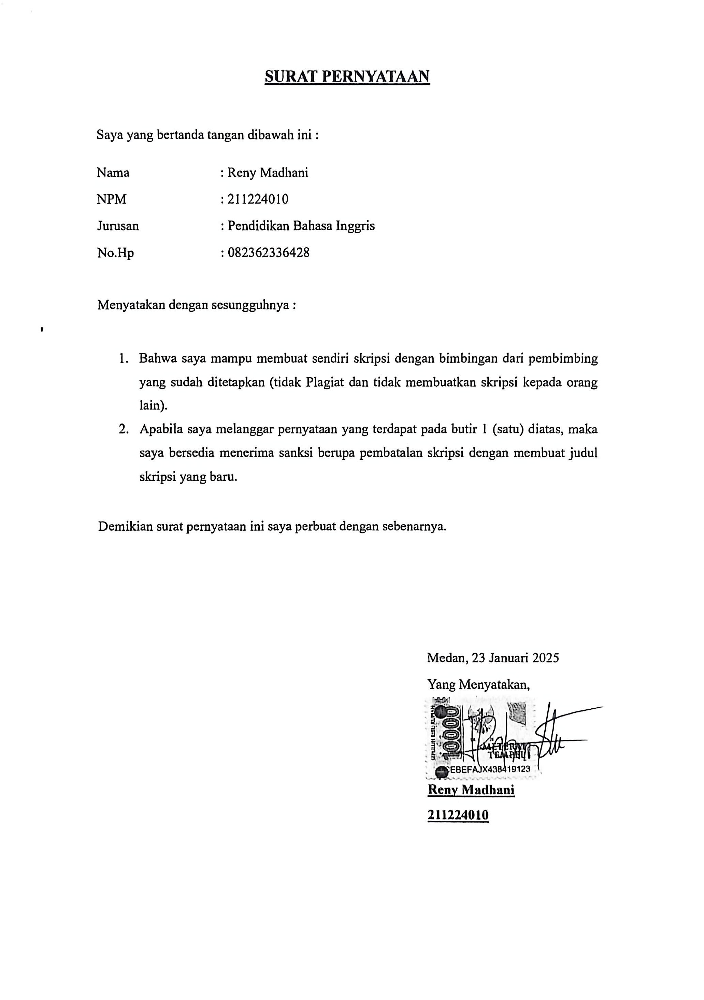 SURAT PERNYATAAN
Saya yang bertanda tangan dibawah ini :
Nama : Reny Madhani
NPM : 211224010
Jurusan : Pendidikan Bahasa Inggris
No.Hp : 082362336428
Menyatakan dengan sesungguhnya :
1. Bahwa saya mampu membuat sendiri skripsi dengan bimbingan dari pembimbing
yang sudah ditetapkan (tidak Plagiat dan tidak membuatkan skripsi kepada orang
lain).
2. Apabila saya melanggar pernyataan yang terdapat pada butir 1 (satu) diatas, maka
saya bersedia menerima sanksi berupa pembatalan skripsi dengan membuat judul
skripsi yang baru.
Demikian surat pernyataan ini saya perbuat dengan sebenarnya.
Medan, 23 Januari 2025
Yang Menyatakan,
SEPULUH RIBU RUPIAH
10000
METERAI
TEMPEL
EBEFAJX438419123
Reny Madhani
211224010